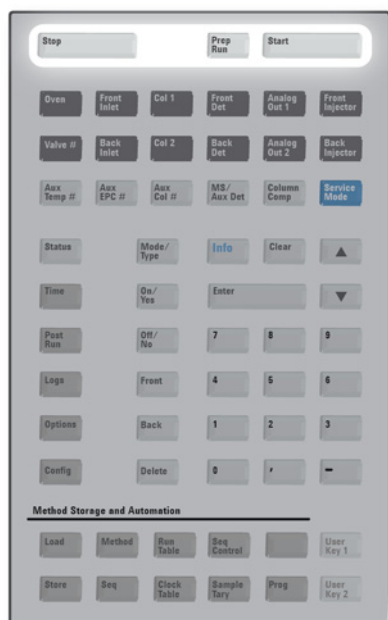 Stop Prep Run Start
Oven Front Inlet Col 1 Front Det Analog Out 1 Front Injector
Valve # Back Inlet Col 2 Back Det Analog Out 2 Back Injector
Aux Temp # Aux EPC # Aux Col # MS/ Aux Det Column Comp Service Mode
Status Mode/ Type Info Clear ▲
Time On/ Yes Enter ▼
Post Run Off/ No 7 8 9
Logs Front 4 5 6
Options Back 1 2 3
Config Delete 0 , –
Method Storage and Automation
Load Method Run Table Seq Control User Key 1
Store Seq Clock Table Sample Tary Prog User Key 2